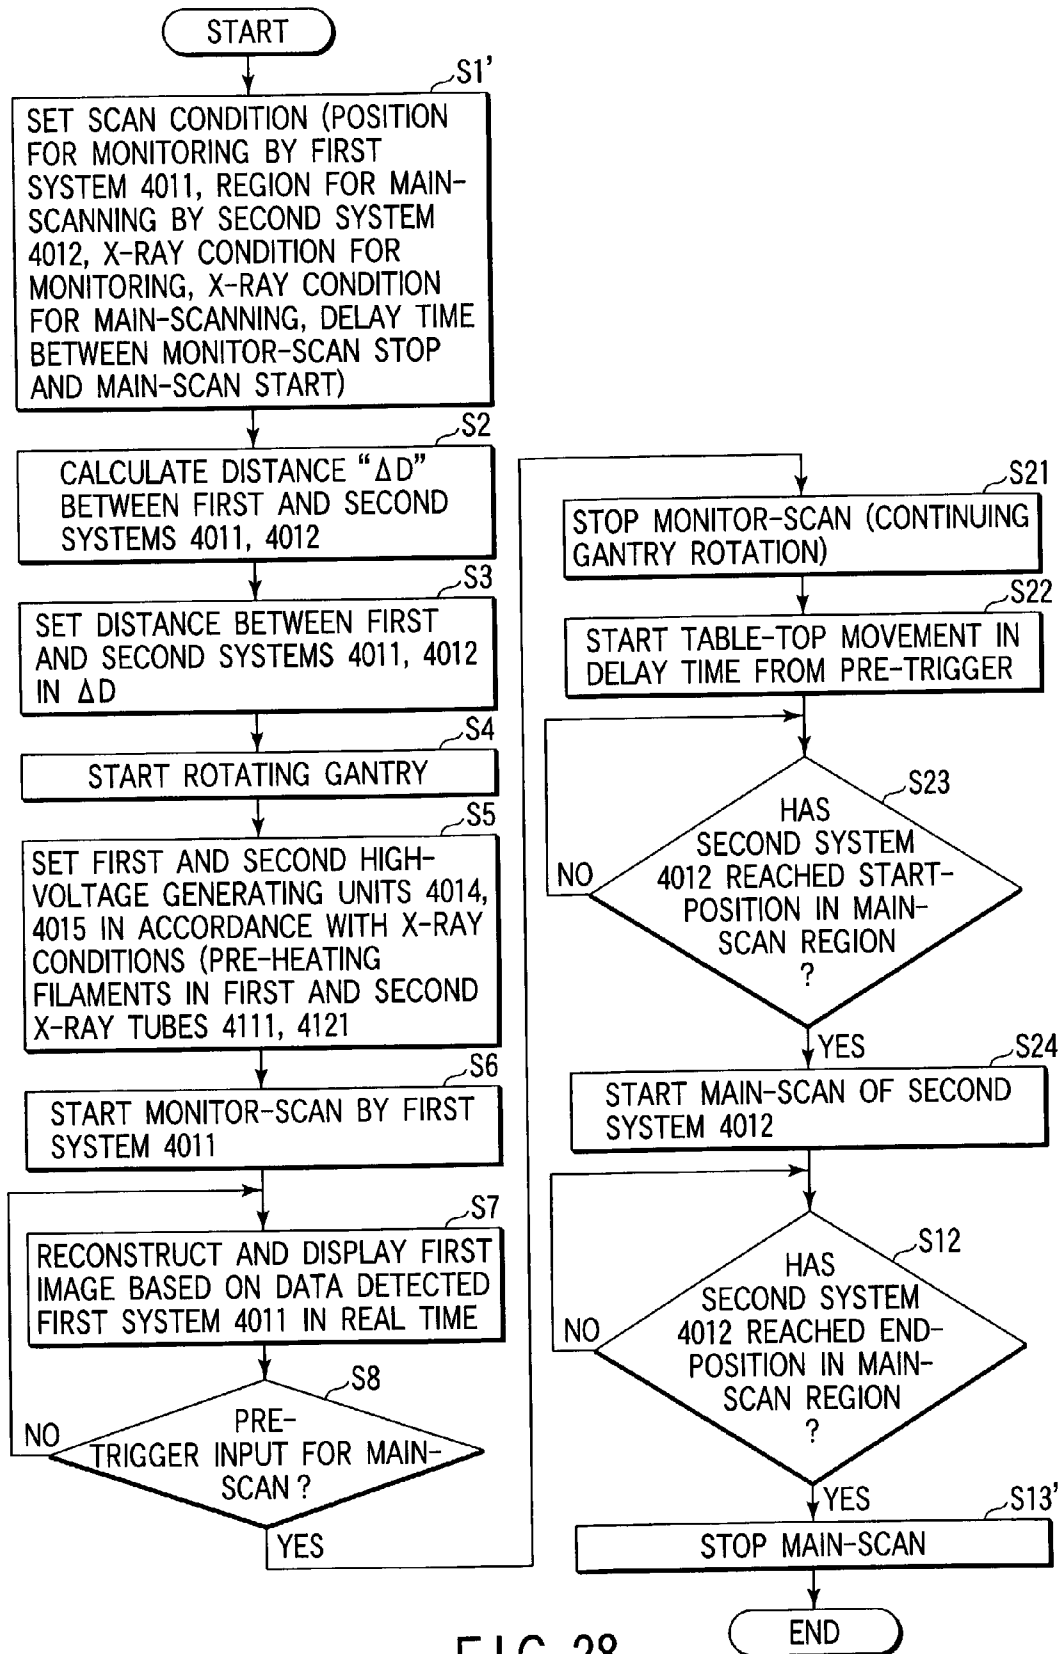 START
S1'
SET SCAN CONDITION (POSITION
FOR MONITORING BY FIRST
SYSTEM 4011, REGION FOR MAIN-
SCANNING BY SECOND SYSTEM
4012, X-RAY CONDITION FOR
MONITORING, X-RAY CONDITION
FOR MAIN-SCANNING, DELAY TIME
BETWEEN MONITOR-SCAN STOP
AND MAIN-SCAN START)
S2
CALCULATE DISTANCE "ΔD"
BETWEEN FIRST AND SECOND
SYSTEMS 4011, 4012
S3
SET DISTANCE BETWEEN FIRST
AND SECOND SYSTEMS 4011, 4012
IN ΔD
S4
START ROTATING GANTRY
S5
SET FIRST AND SECOND HIGH-
VOLTAGE GENERATING UNITS 4014,
4015 IN ACCORDANCE WITH X-RAY
CONDITIONS (PRE-HEATING
FILAMENTS IN FIRST AND SECOND
X-RAY TUBES 4111, 4121
S6
START MONITOR-SCAN BY FIRST
SYSTEM 4011
S7
RECONSTRUCT AND DISPLAY FIRST
IMAGE BASED ON DATA DETECTED
FIRST SYSTEM 4011 IN REAL TIME
S8
PRE-
TRIGGER INPUT FOR MAIN-
SCAN ?
NO
YES
S21
STOP MONITOR-SCAN (CONTINUING
GANTRY ROTATION)
S22
START TABLE-TOP MOVEMENT IN
DELAY TIME FROM PRE-TRIGGER
S23
HAS
SECOND SYSTEM
4012 REACHED START-
POSITION IN MAIN-
SCAN REGION
?
NO
YES
S24
START MAIN-SCAN OF SECOND
SYSTEM 4012
S12
HAS
SECOND SYSTEM
4012 REACHED END-
POSITION IN MAIN-
SCAN REGION
?
NO
YES
S13'
STOP MAIN-SCAN
END
FIG. 28